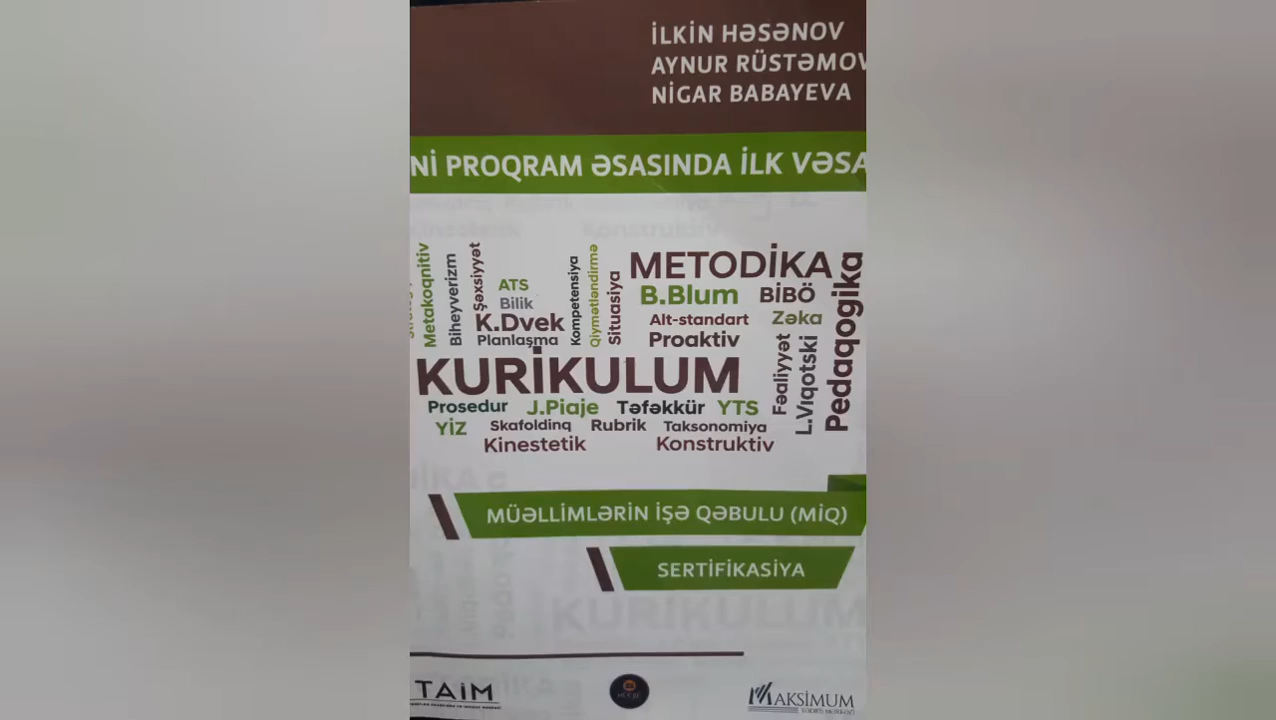 İLKİN HƏSƏNOV
AYNUR RÜSTƏMOV
NİGAR BABAYEVA
Nİ PROQRAM ƏSASINDA İLK VƏSA
Metakoqnitiv
Biheyverizm
Şəxsiyyət
ATS
Bilik
K.Dvek
Planlaşma
Kompetensiya
Qiymətləndirmə
Situasiya
METODİKA
B.Blum BİBÖ
Alt-standart Zəka
Proaktiv
Pedaqogika
Fəaliyyət
L.Vıqotski
KURİKULUM
Prosedur J.Piaje Təfəkkür YTS
YİZ Skafoldinq Rubrik Taksonomiya
Kinestetik Konstruktiv
MÜƏLLİMLƏRİN İŞƏ QƏBULU (MİQ)
SERTİFİKASİYA
TAİM
MAKSİMUM